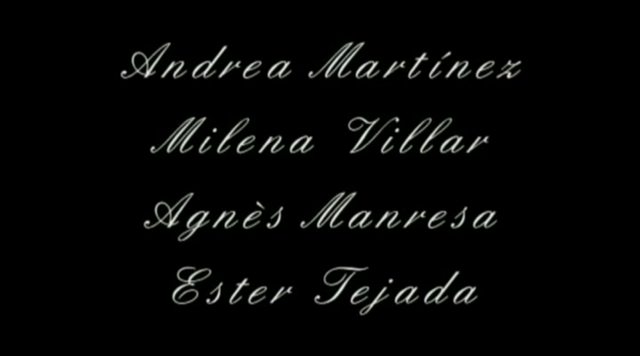 Andrea Martínez
Milena Villar
Agnès Manresa
Ester Tejada